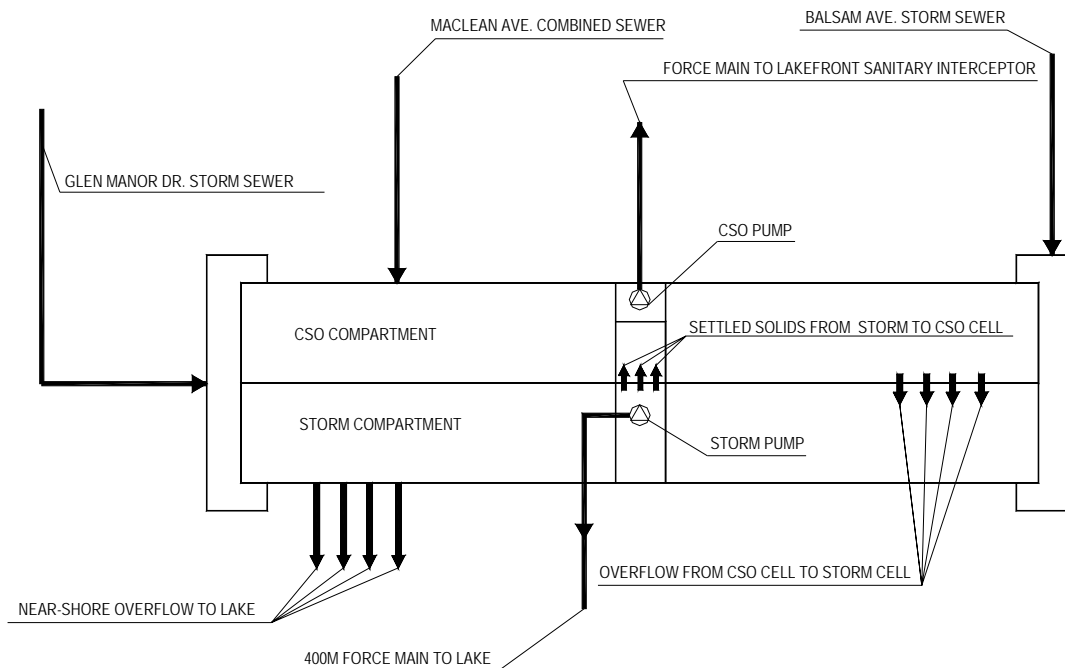 BALSAM AVE. STORM SEWER
MACLEAN AVE. COMBINED SEWER
FORCE MAIN TO LAKEFRONT SANITARY INTERCEPTOR
GLEN MANOR DR. STORM SEWER
CSO PUMP
CSO COMPARTMENT
SETTLED SOLIDS FROM STORM TO CSO CELL
STORM COMPARTMENT
STORM PUMP
OVERFLOW FROM CSO CELL TO STORM CELL
NEAR-SHORE OVERFLOW TO LAKE
400M FORCE MAIN TO LAKE